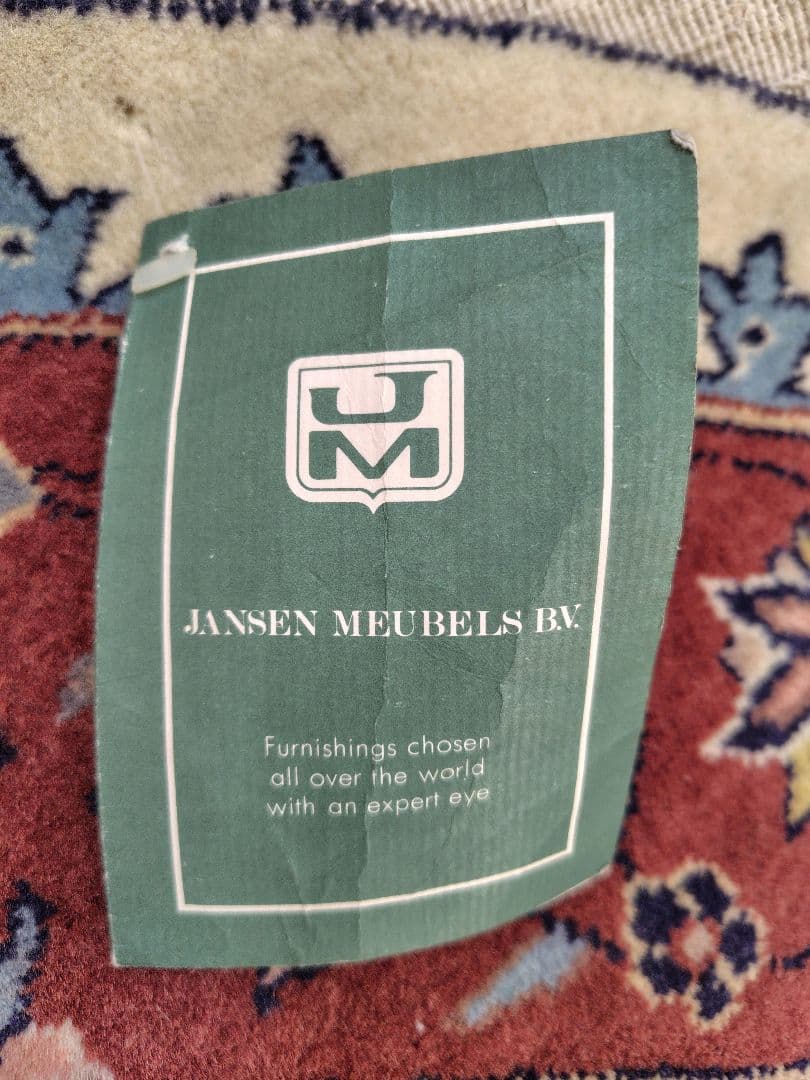 JM
JANSEN MEUBELS B.V.
Furnishings chosen
all over the world
with an expert eye